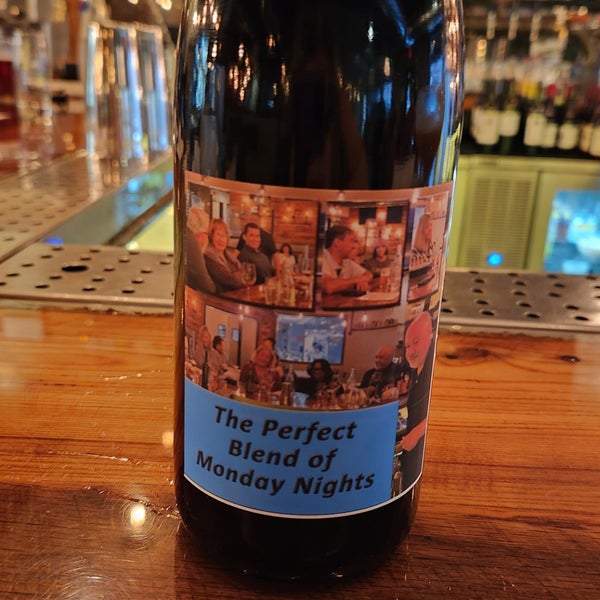 The Perfect
Blend of
Monday Nights